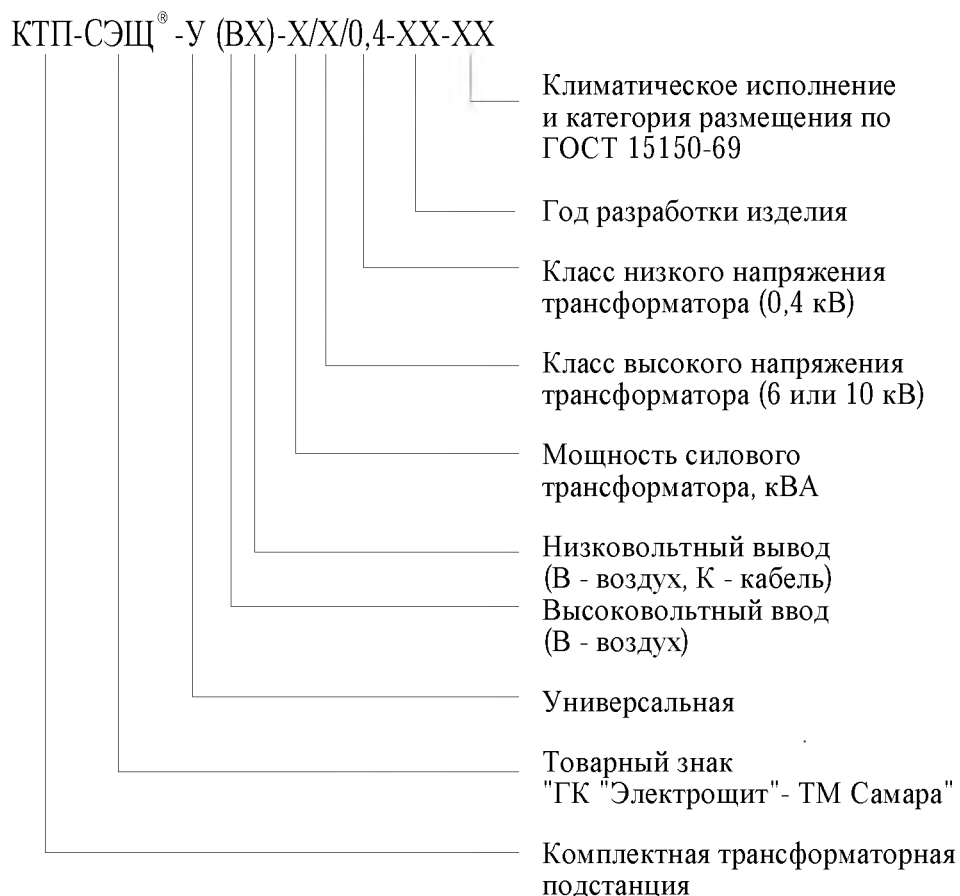 КТП-СЭЩ®-У (ВХ)-Х/Х/0,4-ХХ-ХХ
Климатическое исполнение
и категория размещения по
ГОСТ 15150-69
Год разработки изделия
Класс низкого напряжения
трансформатора (0,4 кВ)
Класс высокого напряжения
трансформатора (6 или 10 кВ)
Мощность силового
трансформатора, кВА
Низковольтный вывод
(В - воздух, К - кабель)
Высоковольтный ввод
(В - воздух)
Универсальная
Товарный знак
"ГК "Электрощит"- ТМ Самара"
Комплектная трансформаторная
подстанция